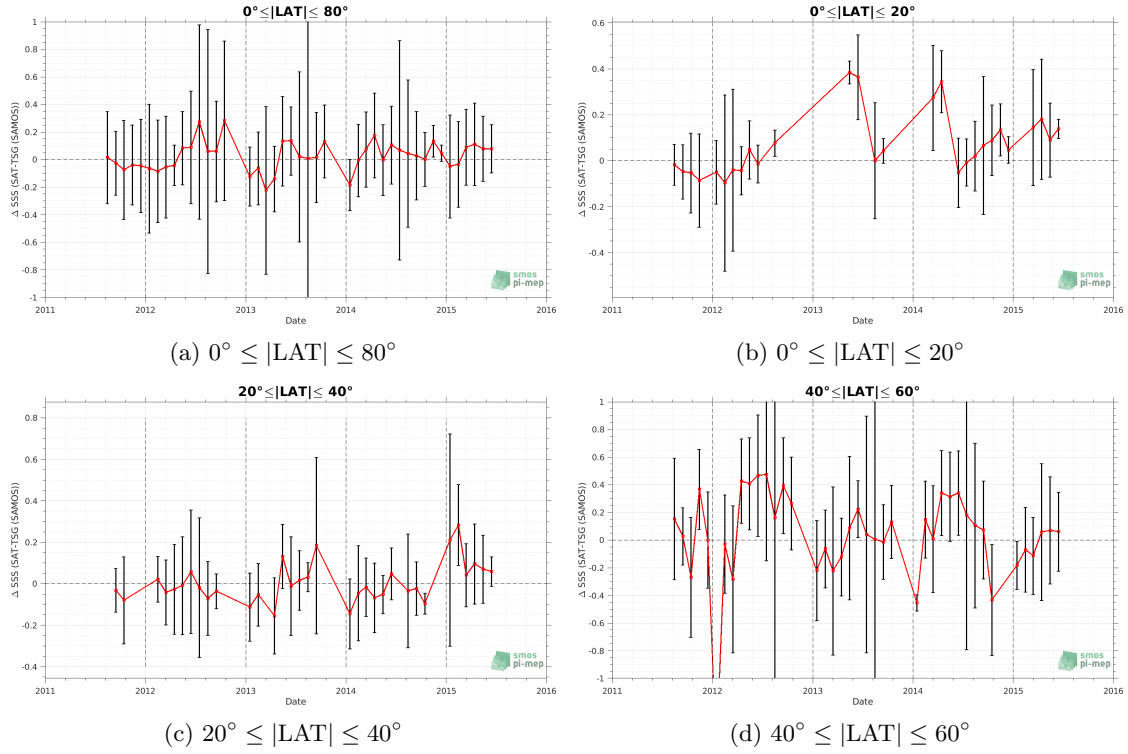 0°≤|LAT|≤ 80°
Δ SSS (SAT-TSG (SAMOS))
1
0.8
0.6
0.4
0.2
0
-0.2
-0.4
-0.6
-0.8
-1
2011 2012 2013 2014 2015 2016
Date
smos
pi-mep
(a) 0° ≤ |LAT| ≤ 80°
0°≤|LAT|≤ 20°
Δ SSS (SAT-TSG (SAMOS))
0.6
0.4
0.2
0
-0.2
-0.4
2011 2012 2013 2014 2015 2016
Date
smos
pi-mep
(b) 0° ≤ |LAT| ≤ 20°
20°≤|LAT|≤ 40°
Δ SSS (SAT-TSG (SAMOS))
0.8
0.6
0.4
0.2
0
-0.2
-0.4
2011 2012 2013 2014 2015 2016
Date
smos
pi-mep
(c) 20° ≤ |LAT| ≤ 40°
40°≤|LAT|≤ 60°
Δ SSS (SAT-TSG (SAMOS))
1
0.8
0.6
0.4
0.2
0
-0.2
-0.4
-0.6
-0.8
-1
2011 2012 2013 2014 2015 2016
Date
smos
pi-mep
(d) 40° ≤ |LAT| ≤ 60°